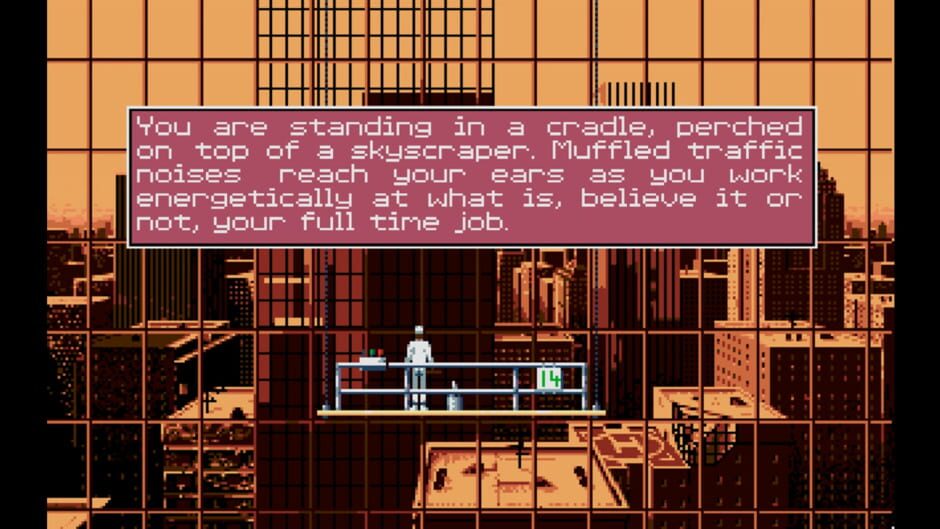 You are standing in a cradle, perched
on top of a skyscraper. Muffled traffic
noises reach your ears as you work
energetically at what is, believe it or
not, your full time job.
14